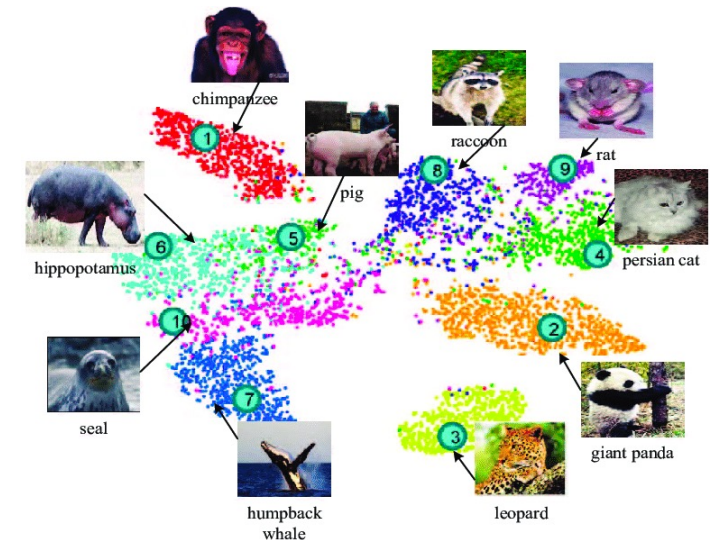 chimpanzee
1
raccoon
8
rat
9
pig
5
hippopotamus
6
persian cat
4
10
seal
7
humpback
whale
2
giant panda
3
leopard